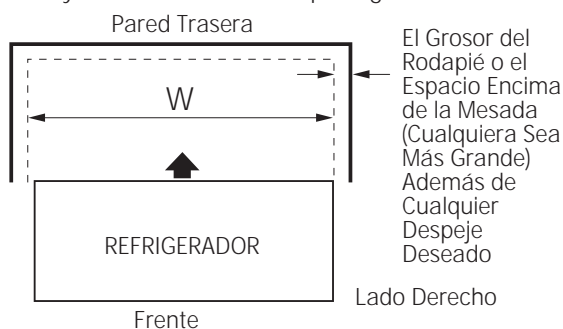 Pared Trasera
El Grosor del
Rodapié o el
Espacio Encima
de la Mesada
(Cualquiera Sea
Más Grande)
Además de
Cualquier
Despeje
Deseado
W
REFRIGERADOR
Lado Derecho
Frente